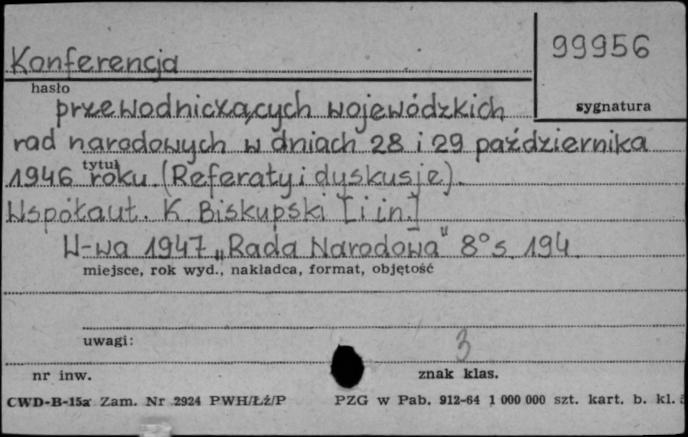 99956
Konferencja
hasło
sygnatura
przewodniczących wojewódzkich
rad narodowych w dniach 28 i 29 października
tytuł
1946 roku. (Referaty i dyskusje).
Współaut. K. Biskupski [i in.]
W-wa 1947 „Rada Narodowa" 8° s. 194.
miejsce, rok wyd., nakładca, format, objętość
uwagi:
3
nr inw.
znak klas.
CWD-B-15a Zam. Nr 2924 PWH/Łż/P PZG w Pab. 912-64 1 000 000 szt. kart. b. kl.